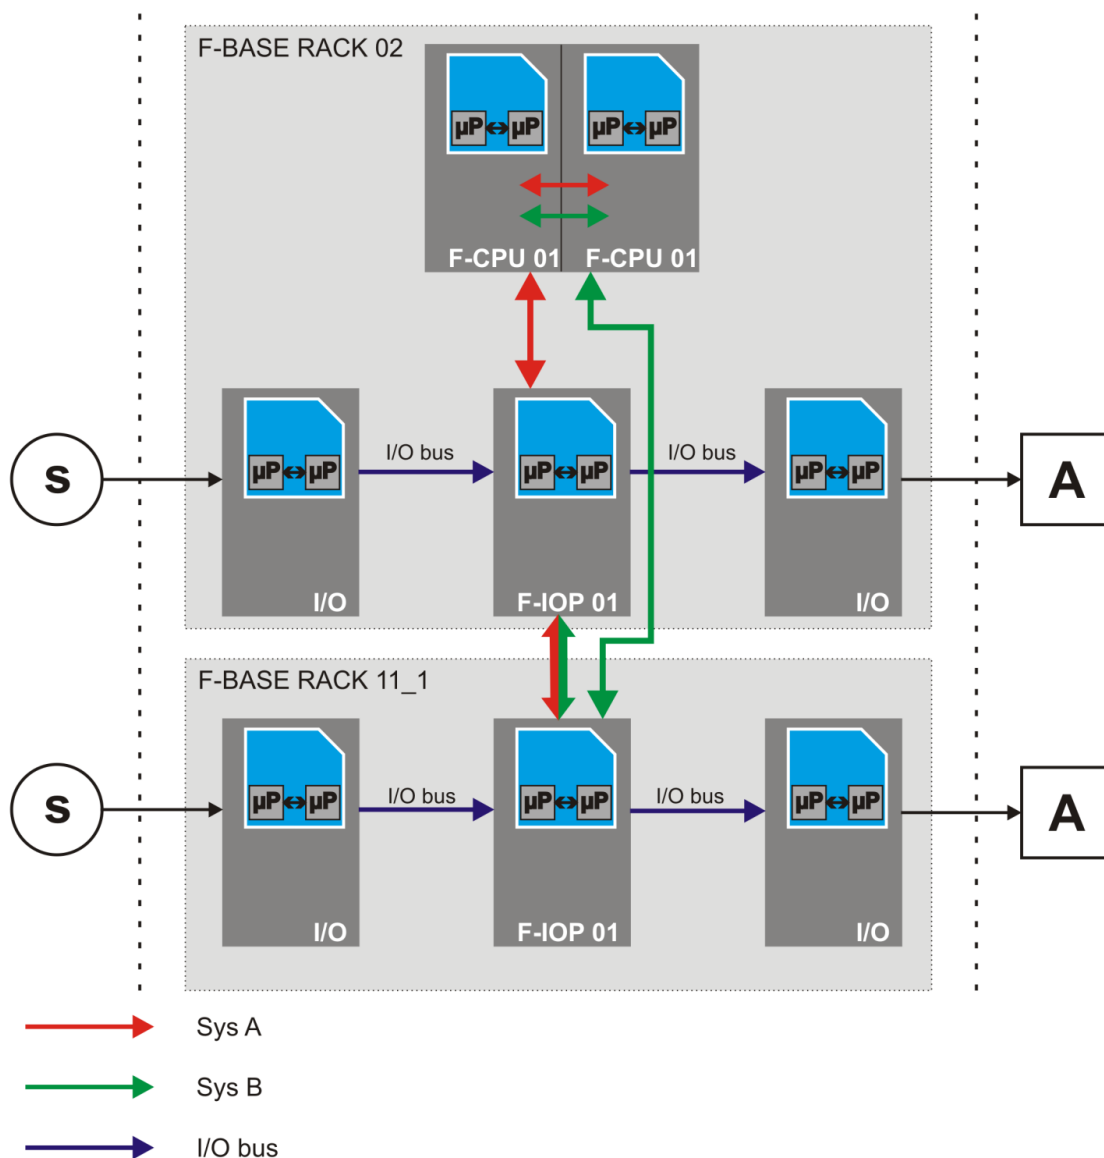 F-BASE RACK 02
µP µP µP µP
F-CPU 01 F-CPU 01
I/O bus I/O bus
S µP µP µP µP µP µP A
I/O F-IOP 01 I/O
F-BASE RACK 11_1
I/O bus I/O bus
S µP µP µP µP µP µP A
I/O F-IOP 01 I/O
Sys A
Sys B
I/O bus